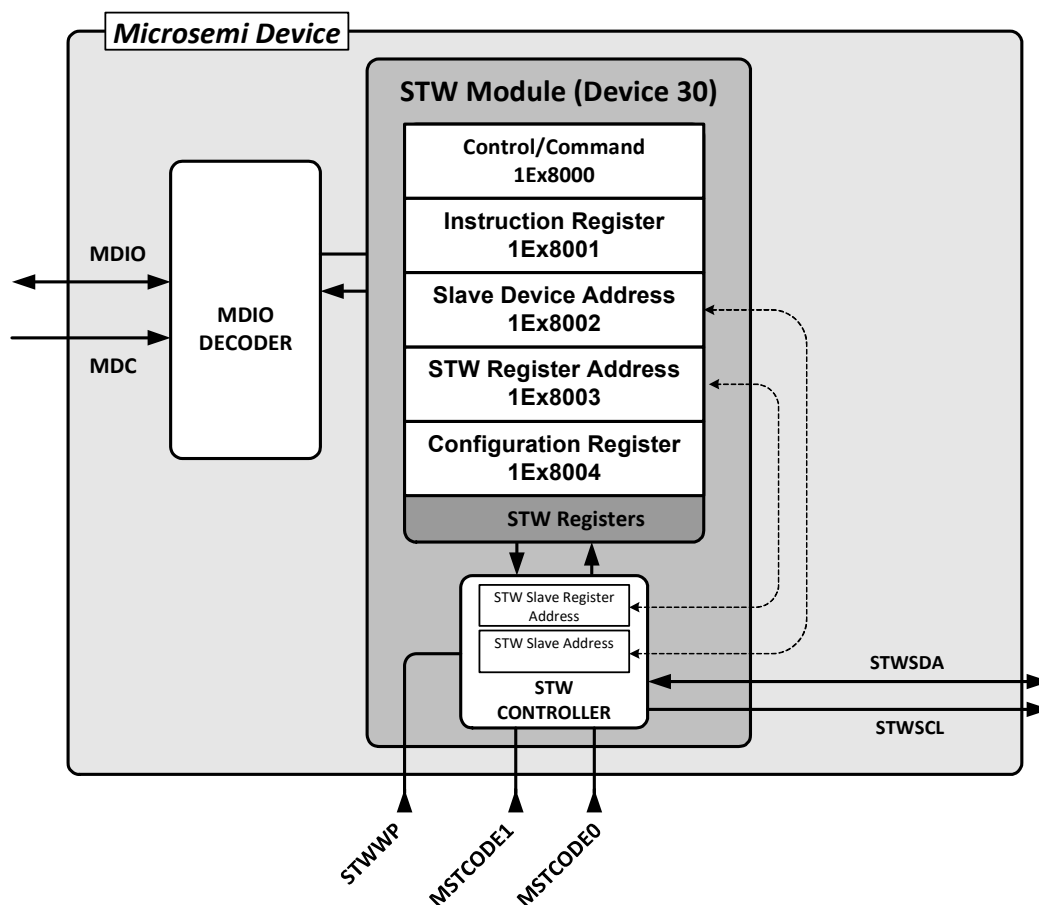 Microsemi Device
STW Module (Device 30)
Control/Command
1Ex8000
Instruction Register
1Ex8001
Slave Device Address
1Ex8002
STW Register Address
1Ex8003
Configuration Register
1Ex8004
STW Registers
MDIO
MDC
MDIO
DECODER
STW Slave Register
Address
STW Slave Address
STW
CONTROLLER
STWSDA
STWSCL
STWWP
MSTCODE1
MSTCODE0